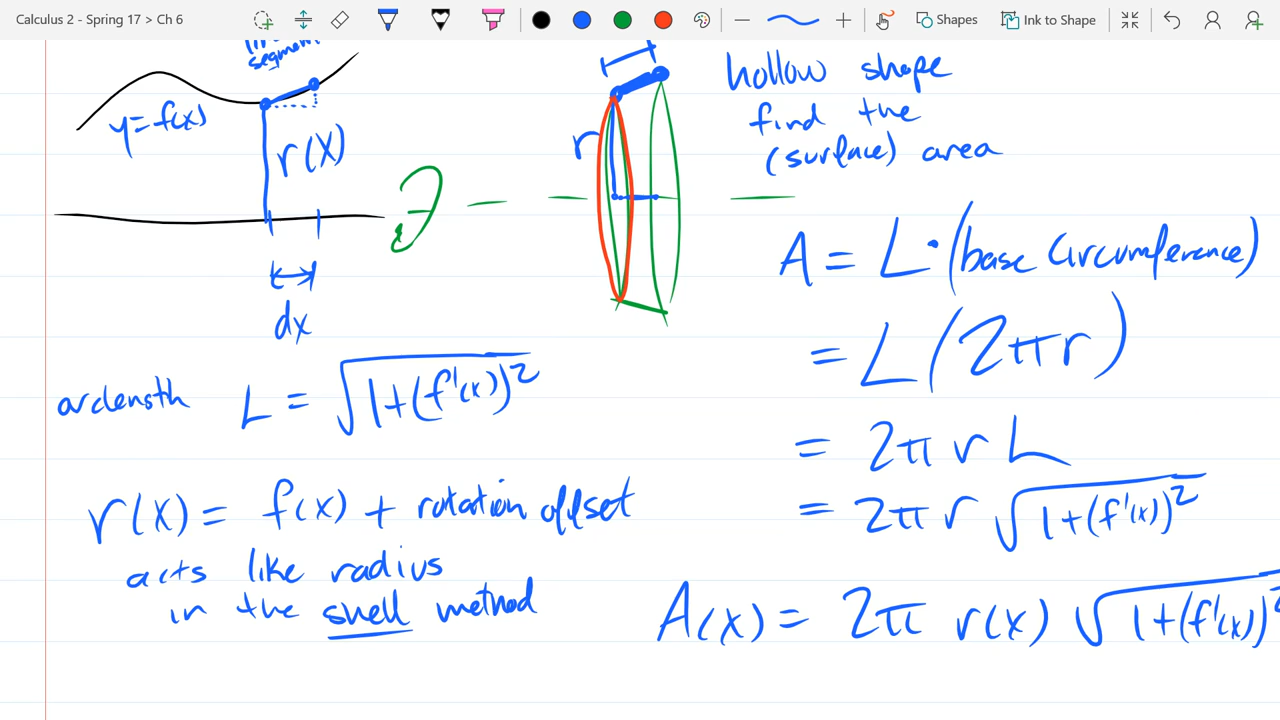 Calculus 2 - Spring 17 > Ch 6
Shapes
Ink to Shape
segment
y=f(x)
r(x)
dx
r
hollow shape
find the
(surface) area
A = L·(base circumference)
= L(2πr)
= 2π r L
= 2π r √(1+(f'(x))²)
arclength L = √(1+(f'(x))²)
r(x) = f(x) + rotation offset
acts like radius
in the shell method
A(x) = 2π r(x) √(1+(f'(x))²